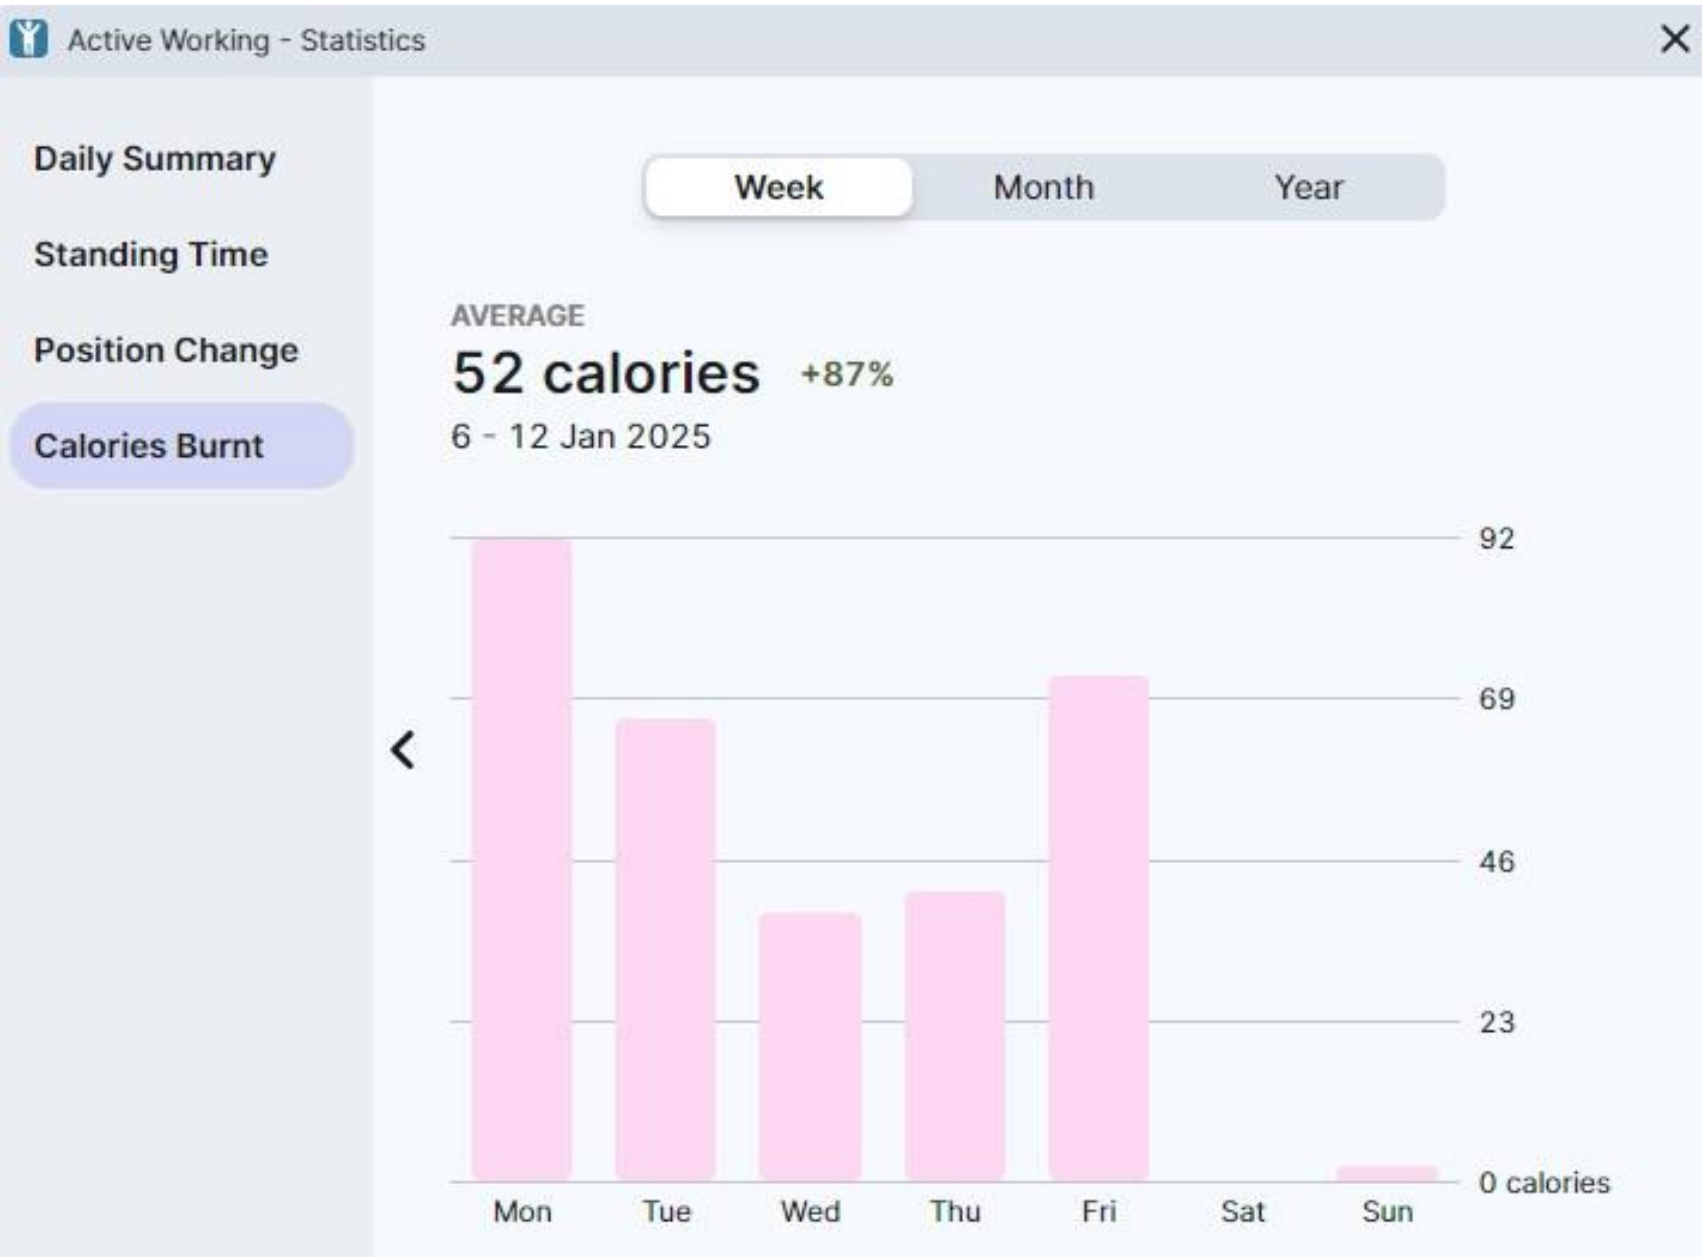 Active Working - Statistics
Daily Summary
Standing Time
Position Change
Calories Burnt
Week Month Year
AVERAGE
52 calories +87%
6 - 12 Jan 2025
92
69
46
23
0 calories
Mon Tue Wed Thu Fri Sat Sun